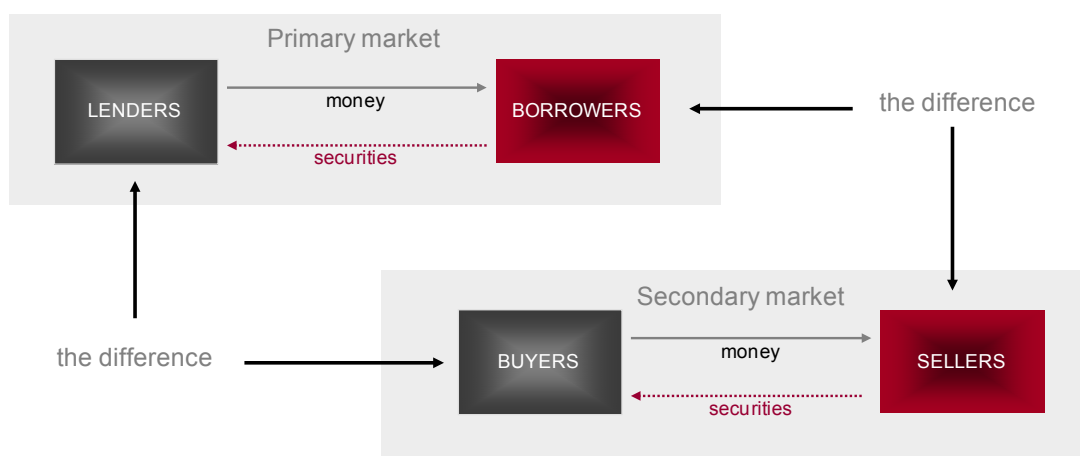 Primary market
LENDERS
money
BORROWERS
securities
the difference
Secondary market
the difference
BUYERS
money
SELLERS
securities